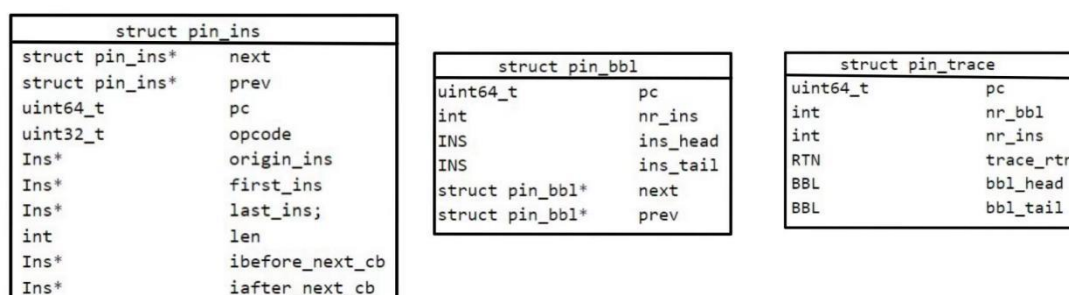 struct pin_ins
struct pin_ins* next
struct pin_ins* prev
uint64_t pc
uint32_t opcode
Ins* origin_ins
Ins* first_ins
Ins* last_ins;
int len
Ins* ibefore_next_cb
Ins* iafter_next_cb
struct pin_bbl
uint64_t pc
int nr_ins
INS ins_head
INS ins_tail
struct pin_bbl* next
struct pin_bbl* prev
struct pin_trace
uint64_t pc
int nr_bbl
int nr_ins
RTN trace_rtn
BBL bbl_head
BBL bbl_tail